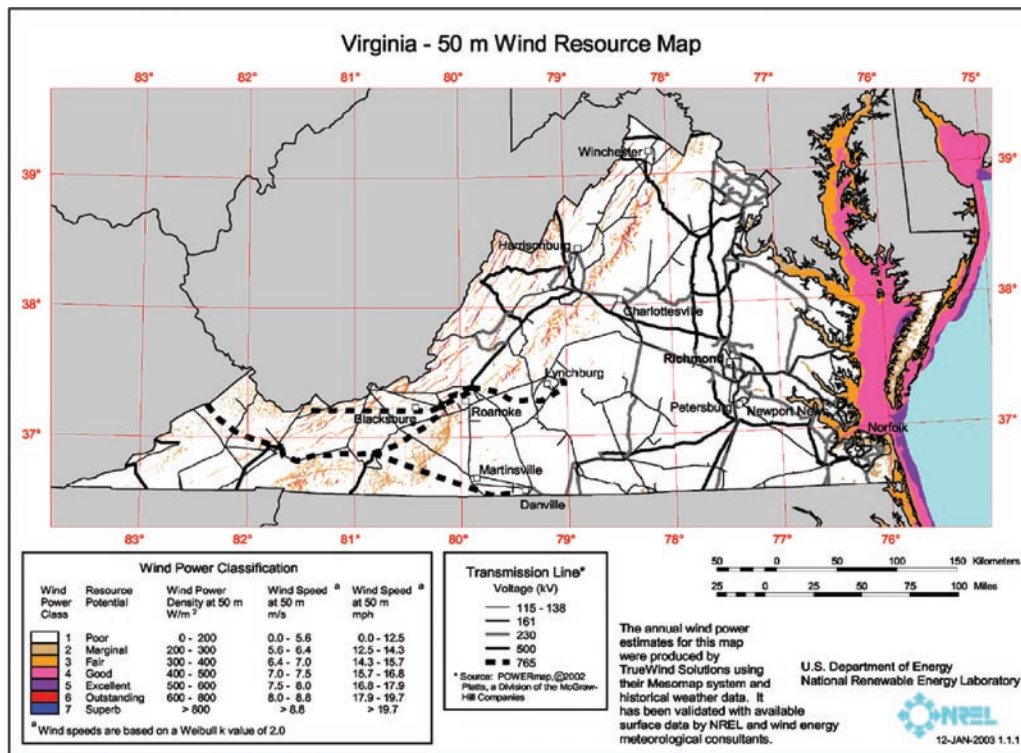 Virginia - 50 m Wind Resource Map
83° 82° 81° 80° 79° 78° 77° 76° 75°
Winchester
39° 39°
Harrisonburg
38° 38°
Charlottesville
Richmond
Lynchburg
Petersburg Newport News
Blacksburg Roanoke
37° 37°
Norfolk
Martinsville
Danville
83° 82° 81° 80° 79° 78° 77° 76°
Wind Power Classification
Wind Power Class Resource Potential Wind Power Density at 50 m W/m² Wind Speed a at 50 m m/s Wind Speed a at 50 m mph
1 Poor 0 - 200 0.0 - 5.6 0.0 - 12.5
2 Marginal 200 - 300 5.6 - 6.4 12.5 - 14.3
3 Fair 300 - 400 6.4 - 7.0 14.3 - 15.7
4 Good 400 - 500 7.0 - 7.5 15.7 - 16.8
5 Excellent 500 - 600 7.5 - 8.0 16.8 - 17.9
6 Outstanding 600 - 800 8.0 - 8.8 17.9 - 19.7
7 Superb > 800 > 8.8 > 19.7
a Wind speeds are based on a Weibull k value of 2.0
Transmission Line*
Voltage (kV)
115 - 138
161
230
500
765
* Source: POWERmap, ©2002
Platts, a Division of the McGraw-
Hill Companies
50 0 50 100 150 Kilometers
25 0 25 50 75 100 Miles
The annual wind power
estimates for this map
were produced by
TrueWind Solutions using
their Mesomap system and
historical weather data. It
has been validated with available
surface data by NREL and wind energy
meteorological consultants.
U.S. Department of Energy
National Renewable Energy Laboratory
NREL
12-JAN-2003 1.1.1